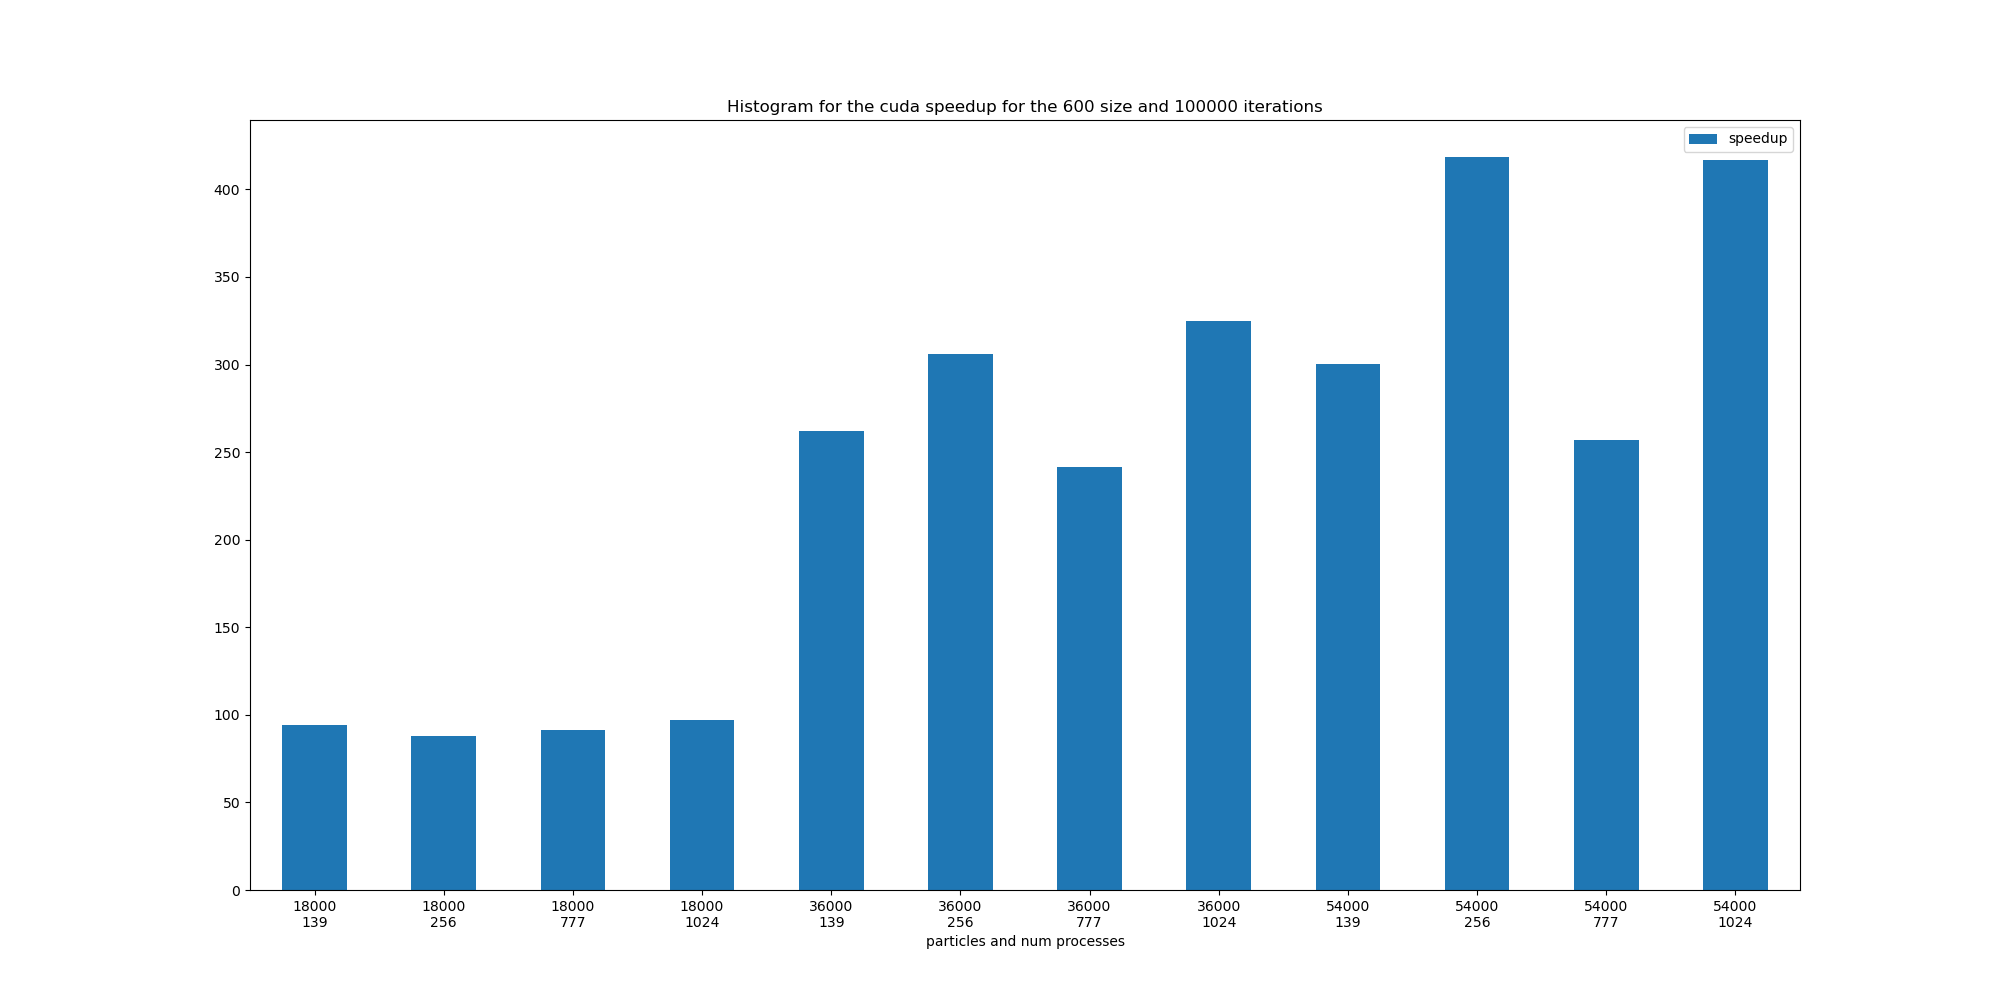 Histogram for the cuda speedup for the 600 size and 100000 iterations
speedup
400
350
300
250
200
150
100
50
0
18000 18000 18000 18000 36000 36000 36000 36000 54000 54000 54000 54000
139 256 777 1024 139 256 777 1024 139 256 777 1024
particles and num processes